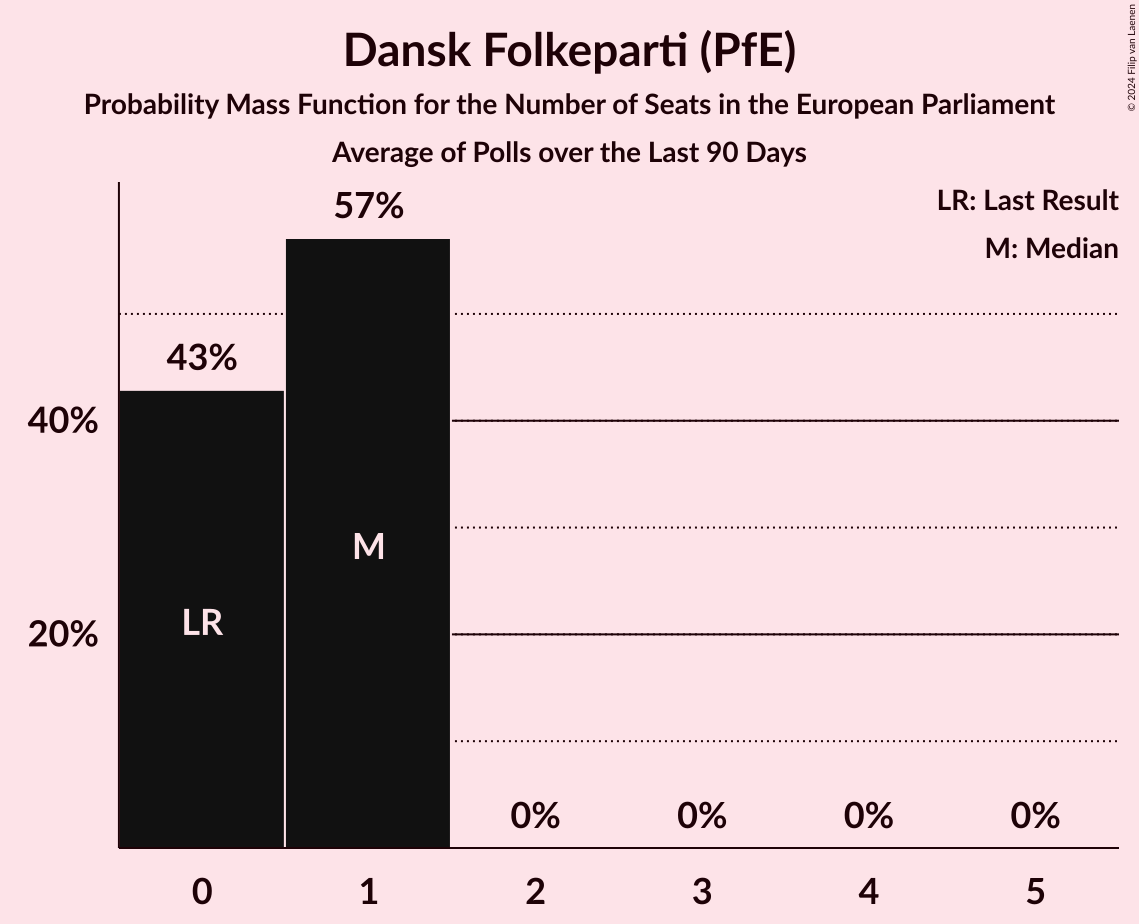 Dansk Folkeparti (PfE)
Probability Mass Function for the Number of Seats in the European Parliament
Average of Polls over the Last 90 Days
© 2024 Filip van Laenen
LR: Last Result
M: Median
57%
43%
40%
M
LR
20%
0% 0% 0% 0%
0 1 2 3 4 5